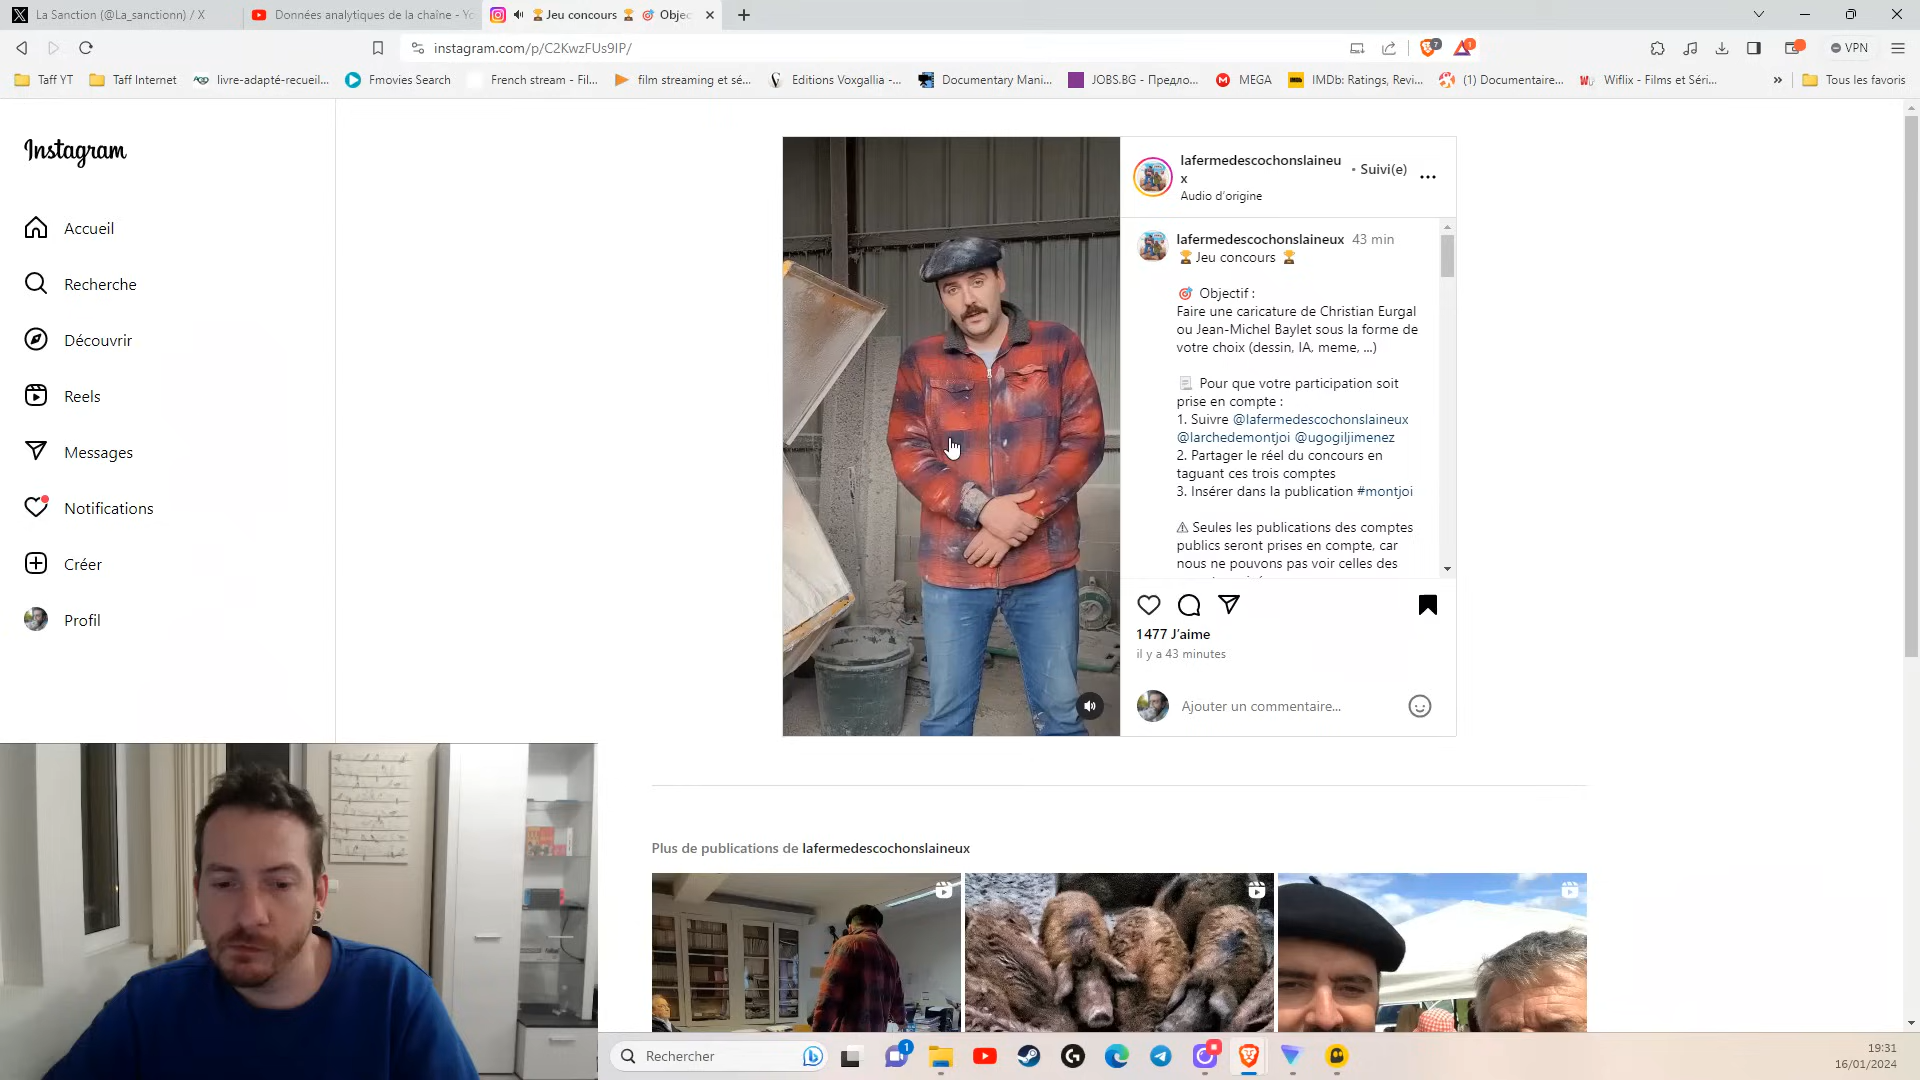 La Sanction (@La_sanctionn) / X
Données analytiques de la chaîne - Yo
🏆Jeu concours 🏆 🎯 Obje
instagram.com/p/C2KwzFUs9lP/
7
1
VPN
Taff YT
Taff Internet
livre-adapté-recueil...
Fmovies Search
French stream - Fil...
film streaming et sé...
Editions Voxgallia -...
Documentary Mani...
JOBS.BG - Предло...
MEGA
IMDb: Ratings, Revi...
(1) Documentaire...
Wiflix - Films et Séri...
»
Tous les favoris
Instagram
Accueil
Recherche
Découvrir
Reels
Messages
Notifications
Créer
Profil
lafermedescochonslaineu
x
• Suivi(e)
Audio d'origine
lafermedescochonslaineux 43 min
🏆Jeu concours 🏆
🎯 Objectif :
Faire une caricature de Christian Eurgal
ou Jean-Michel Baylet sous la forme de
votre choix (dessin, IA, meme, ...)
📃 Pour que votre participation soit
prise en compte :
1. Suivre @lafermedescochonslaineux
@larchedemontjoi @ugogiljimenez
2. Partager le réel du concours en
taguant ces trois comptes
3. Insérer dans la publication #montjoi
⚠ Seules les publications des comptes
publics seront prises en compte, car
nous ne pouvons pas voir celles des
1477 J'aime
il y a 43 minutes
Ajouter un commentaire...
Plus de publications de lafermedescochonslaineux
Rechercher
1
19:31
16/01/2024